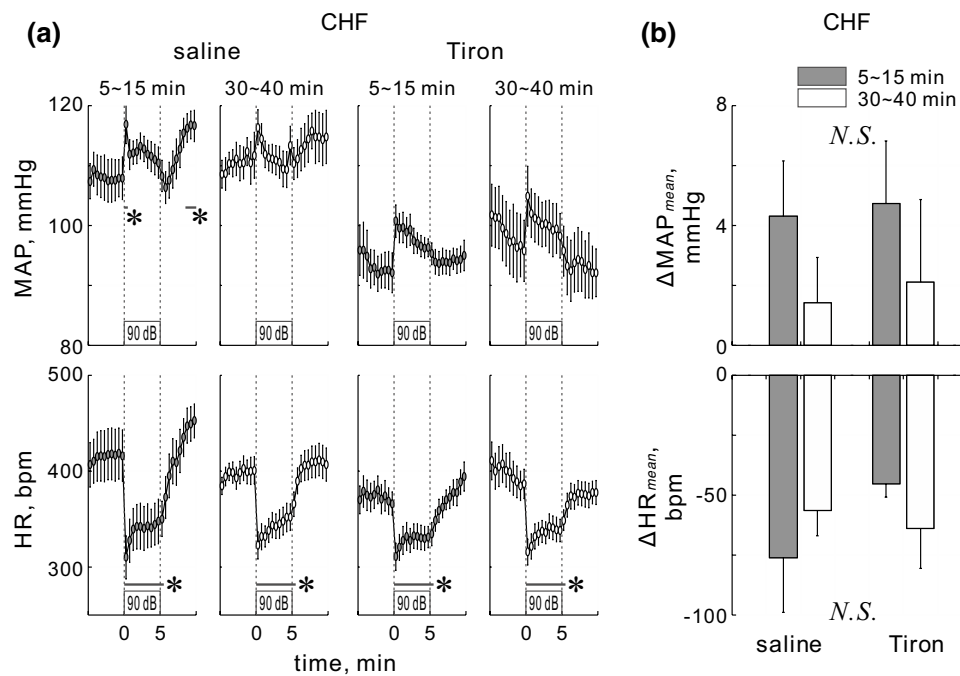 (a)
CHF
saline
Tiron
5~15 min
30~40 min
5~15 min
30~40 min
MAP, mmHg
120
100
80
* *
90 dB
90 dB
90 dB
90 dB
HR, bpm
500
400
300
* * * *
90 dB
90 dB
90 dB
90 dB
0 5
0 5
0 5
0 5
time, min
(b)
CHF
5~15 min
30~40 min
ΔMAPmean,
mmHg
8
4
0
N.S.
ΔHRmean,
bpm
0
-50
-100
N.S.
saline
Tiron